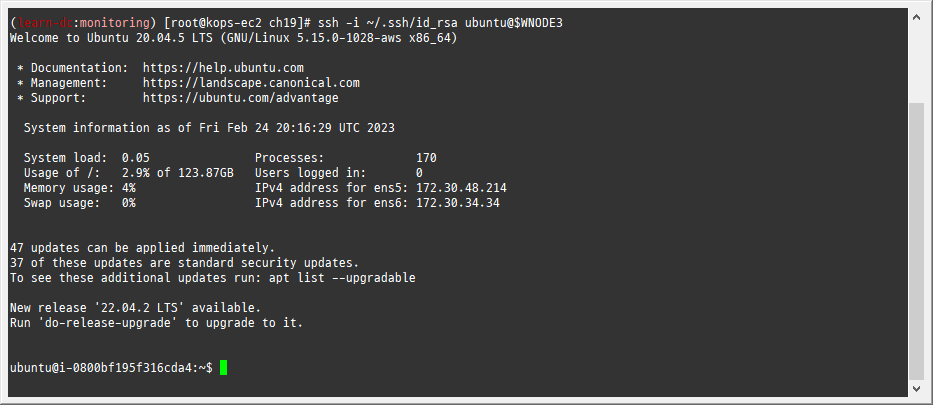 (learn-dc:monitoring) [root@kops-ec2 ch19]# ssh -i ~/.ssh/id_rsa ubuntu@$WNODE3
Welcome to Ubuntu 20.04.5 LTS (GNU/Linux 5.15.0-1028-aws x86_64)
* Documentation: https://help.ubuntu.com
* Management: https://landscape.canonical.com
* Support: https://ubuntu.com/advantage
System information as of Fri Feb 24 20:16:29 UTC 2023
System load: 0.05 Processes: 170
Usage of /: 2.9% of 123.87GB Users logged in: 0
Memory usage: 4% IPv4 address for ens5: 172.30.48.214
Swap usage: 0% IPv4 address for ens6: 172.30.34.34
47 updates can be applied immediately.
37 of these updates are standard security updates.
To see these additional updates run: apt list --upgradable
New release '22.04.2 LTS' available.
Run 'do-release-upgrade' to upgrade to it.
ubuntu@i-0800bf195f316cda4:~$